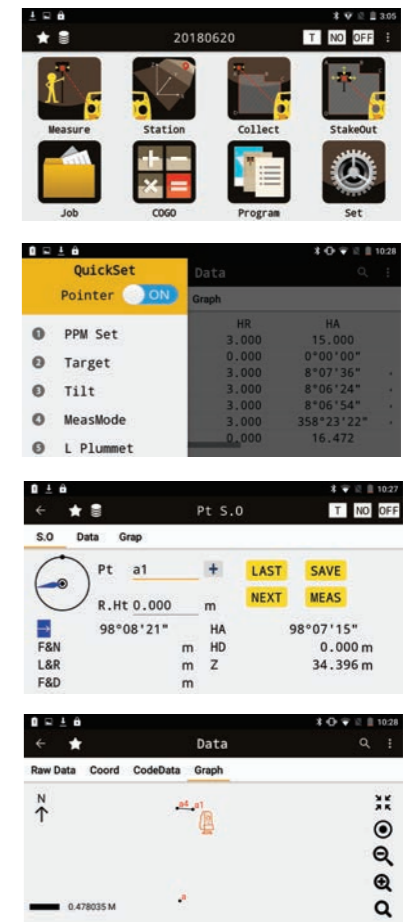 3:05
20180620 T NO OFF
Measure Station Collect StakeOut
Job COGO Program Set
10:28
QuickSet Data
Pointer ON Graph
HR HA
1 PPM Set 3.000 15.000
0.000 0°00'00"
2 Target 3.000 8°07'36"
3 Tilt 3.000 8°06'24"
3.000 8°06'54"
4 MeasMode 3.000 358°23'22"
5 L Plummet 0.000 16.472
10:27
Pt S.O T NO OFF
S.O Data Grap
Pt a1 + LAST SAVE
R.Ht 0.000 m NEXT MEAS
98°08'21" HA 98°07'15"
F&N m HD 0.000 m
L&R m Z 34.396 m
F&D m
10:28
Data
Raw Data Coord CodeData Graph
N
a4 a1
a
0.478035 M